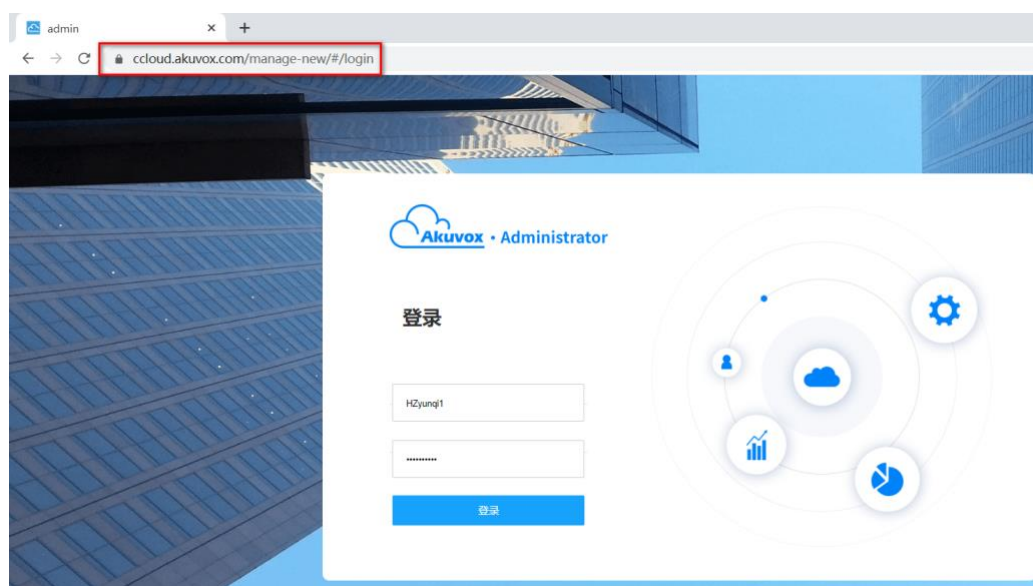 admin
ccloud.akuvox.com/manage-new/#/login
Akuvox · Administrator
登录
HZyunqi1
••••••••••
登录